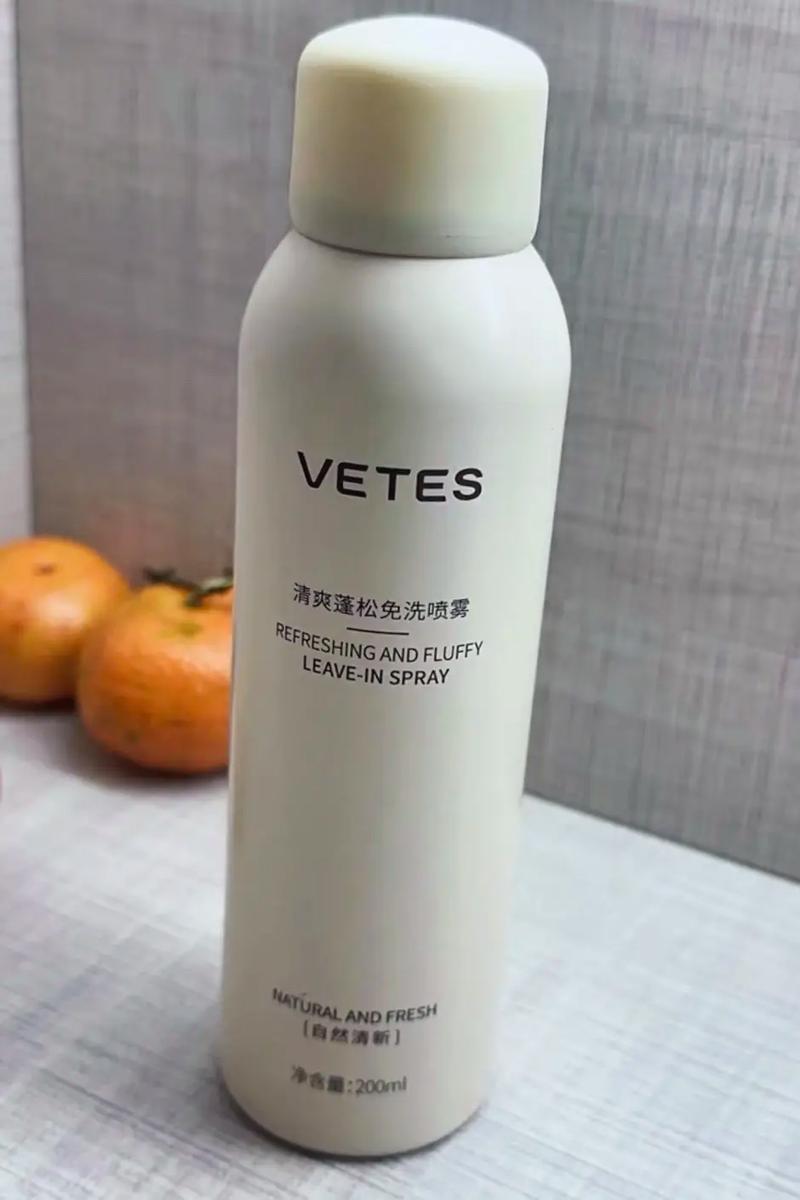 VETES
清爽蓬松免洗喷雾
REFRESHING AND FLUFFY
LEAVE-IN SPRAY
NATURAL AND FRESH
[自然清新]
净含量:200ml